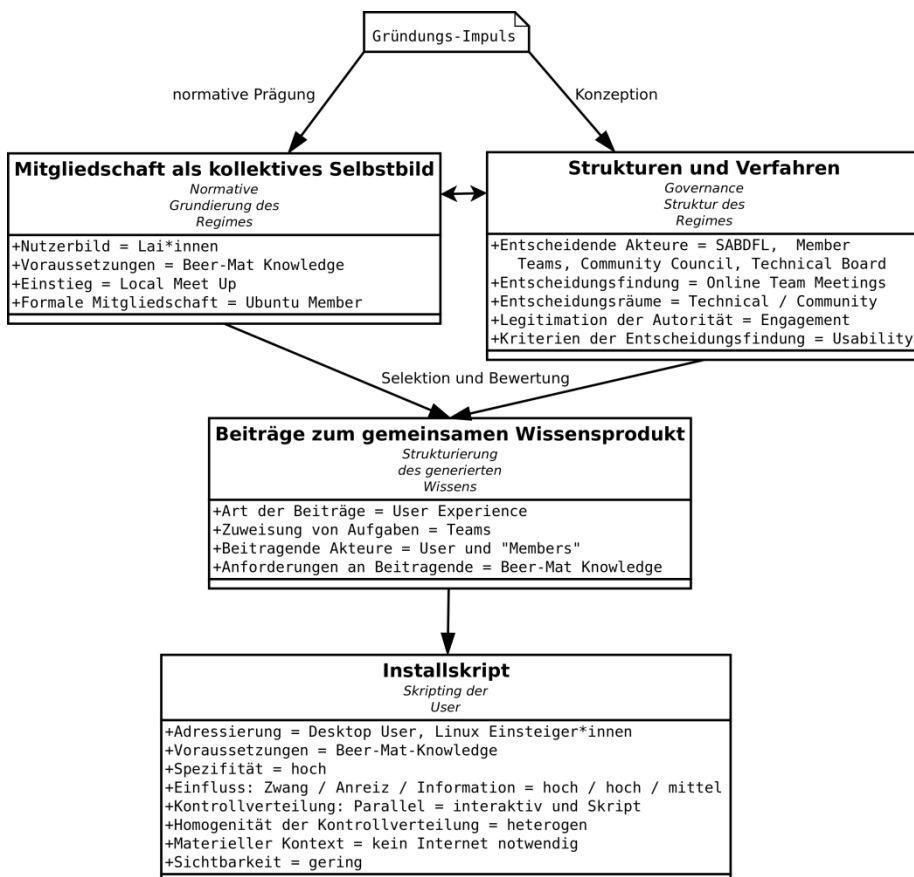 Gründungs-Impuls
normative Prägung
Konzeption
Mitgliedschaft als kollektives Selbstbild
Normative
Grundierung des
Regimes
+Nutzerbild = Lai*innen
+Voraussetzungen = Beer-Mat Knowledge
+Einstieg = Local Meet Up
+Formale Mitgliedschaft = Ubuntu Member
Strukturen und Verfahren
Governance
Struktur des
Regimes
+Entscheidende Akteure = SABDFL, Member
Teams, Community Council, Technical Board
+Entscheidungsfindung = Online Team Meetings
+Entscheidungsräume = Technical / Community
+Legitimation der Autorität = Engagement
+Kriterien der Entscheidungsfindung = Usability
Selektion und Bewertung
Beiträge zum gemeinsamen Wissensprodukt
Strukturierung
des generierten
Wissens
+Art der Beiträge = User Experience
+Zuweisung von Aufgaben = Teams
+Beitragende Akteure = User und "Members"
+Anforderungen an Beitragende = Beer-Mat Knowledge
Installskript
Skripting der
User
+Adressierung = Desktop User, Linux Einsteiger*innen
+Voraussetzungen = Beer-Mat-Knowledge
+Spezifität = hoch
+Einfluss: Zwang / Anreiz / Information = hoch / hoch / mittel
+Kontrollverteilung: Parallel = interaktiv und Skript
+Homogenität der Kontrollverteilung = heterogen
+Materieller Kontext = kein Internet notwendig
+Sichtbarkeit = gering